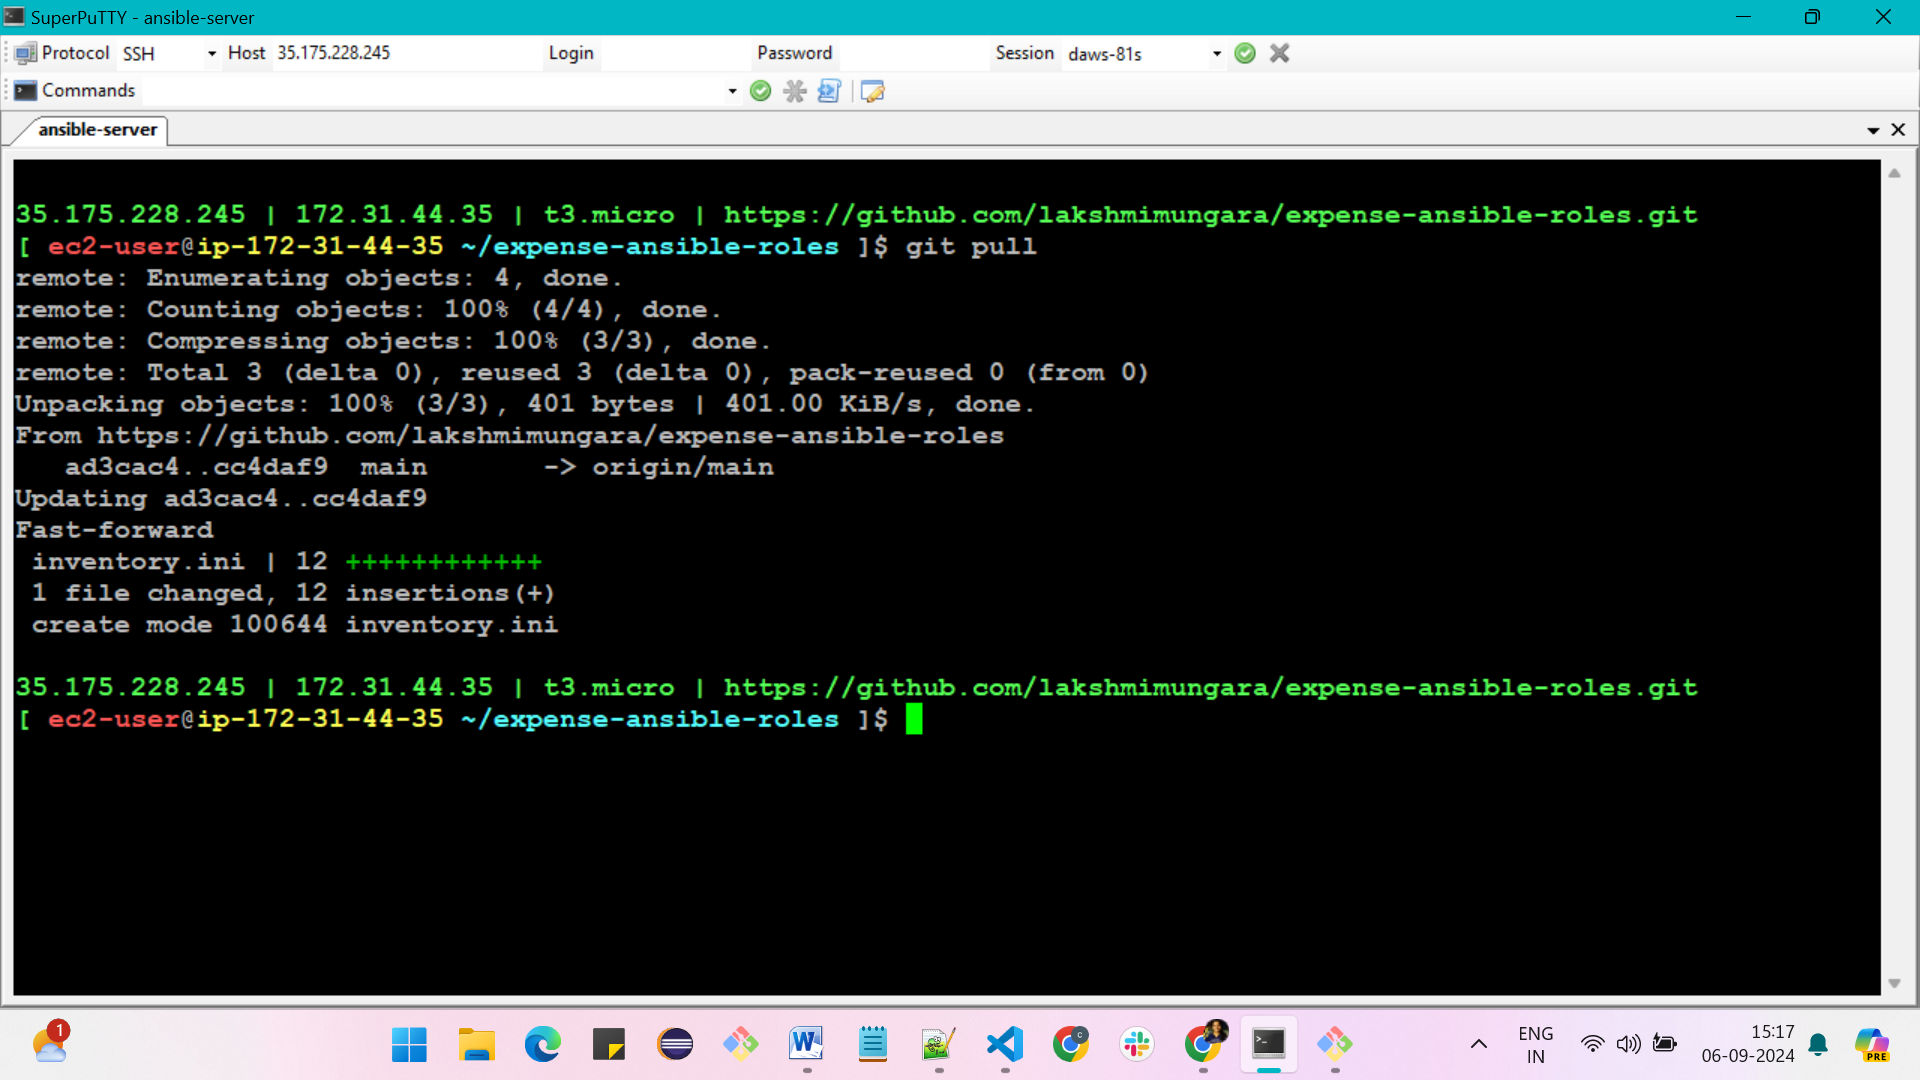 SuperPuTTY - ansible-server
Protocol SSH Host 35.175.228.245 Login Password Session daws-81s
Commands
ansible-server
35.175.228.245 | 172.31.44.35 | t3.micro | https://github.com/lakshmimungara/expense-ansible-roles.git
[ ec2-user@ip-172-31-44-35 ~/expense-ansible-roles ]$ git pull
remote: Enumerating objects: 4, done.
remote: Counting objects: 100% (4/4), done.
remote: Compressing objects: 100% (3/3), done.
remote: Total 3 (delta 0), reused 3 (delta 0), pack-reused 0 (from 0)
Unpacking objects: 100% (3/3), 401 bytes | 401.00 KiB/s, done.
From https://github.com/lakshmimungara/expense-ansible-roles
   ad3cac4..cc4daf9  main       -> origin/main
Updating ad3cac4..cc4daf9
Fast-forward
 inventory.ini | 12 ++++++++++++
 1 file changed, 12 insertions(+)
 create mode 100644 inventory.ini
35.175.228.245 | 172.31.44.35 | t3.micro | https://github.com/lakshmimungara/expense-ansible-roles.git
[ ec2-user@ip-172-31-44-35 ~/expense-ansible-roles ]$
1
ENG
IN
15:17
06-09-2024
PRE